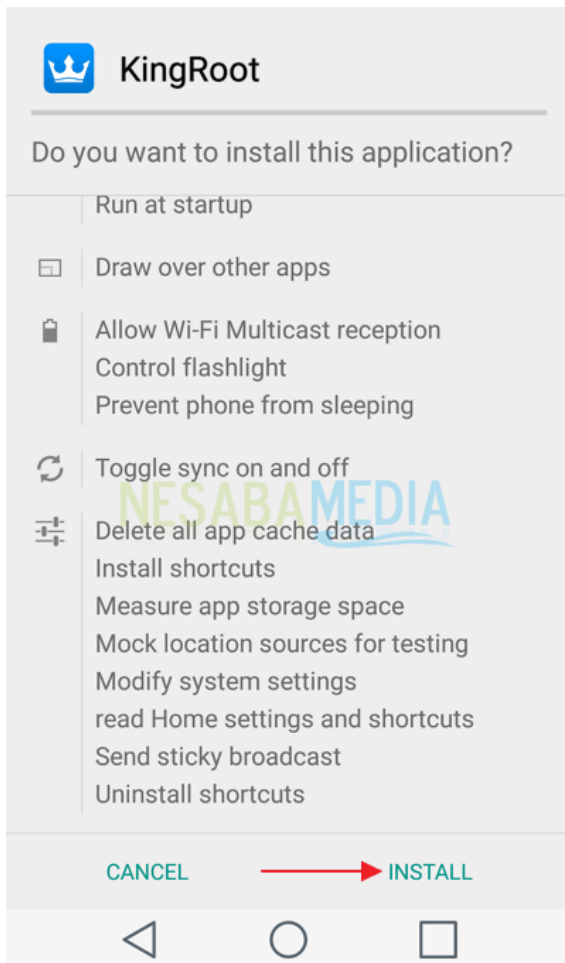 KingRoot
Do you want to install this application?
Run at startup
Draw over other apps
Allow Wi-Fi Multicast reception
Control flashlight
Prevent phone from sleeping
Toggle sync on and off
NESABAMEDIA
Delete all app cache data
Install shortcuts
Measure app storage space
Mock location sources for testing
Modify system settings
read Home settings and shortcuts
Send sticky broadcast
Uninstall shortcuts
CANCEL INSTALL